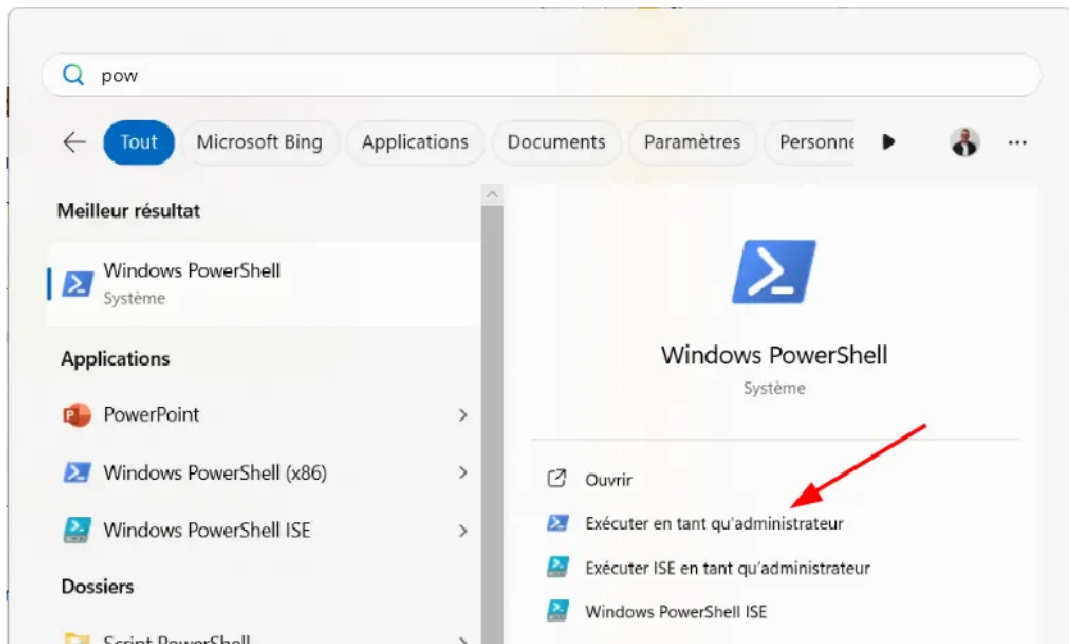 pow
Tout Microsoft Bing Applications Documents Paramètres Personne
Meilleur résultat
Windows PowerShell
Système
Applications
PowerPoint
Windows PowerShell (x86)
Windows PowerShell ISE
Dossiers
Script PowerShell
Windows PowerShell
Système
Ouvrir
Exécuter en tant qu'administrateur
Exécuter ISE en tant qu'administrateur
Windows PowerShell ISE